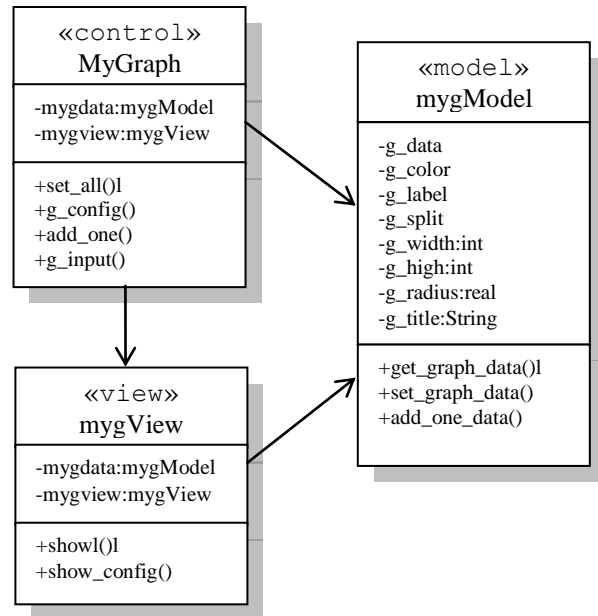 «control»
MyGraph
-mygdata:mygModel
-mygview:mygView
+set_all()l
+g_config()
+add_one()
+g_input()
«model»
mygModel
-g_data
-g_color
-g_label
-g_split
-g_width:int
-g_high:int
-g_radius:real
-g_title:String
+get_graph_data()l
+set_graph_data()
+add_one_data()
«view»
mygView
-mygdata:mygModel
-mygview:mygView
+showl()l
+show_config()